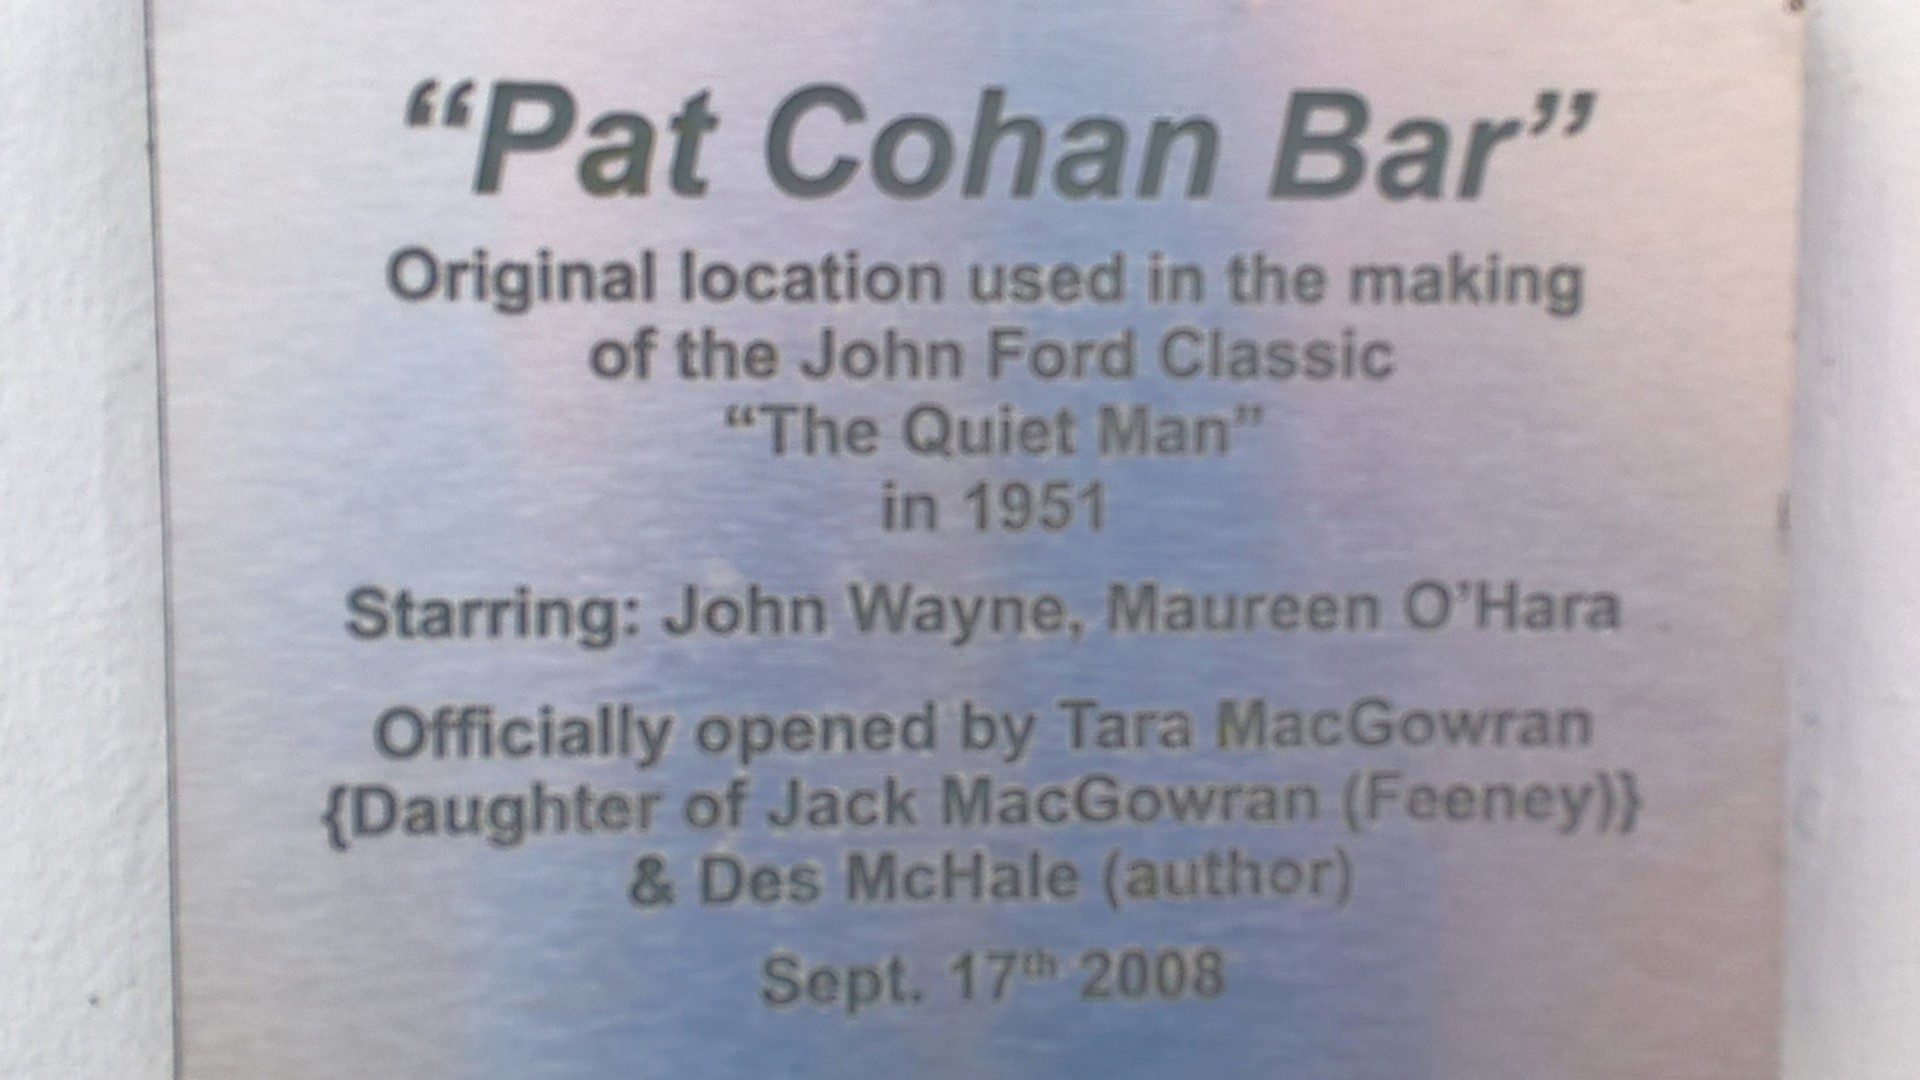 “Pat Cohan Bar”
Original location used in the making
of the John Ford Classic
“The Quiet Man”
in 1951
Starring: John Wayne, Maureen O’Hara
Officially opened by Tara MacGowran
{Daughter of Jack MacGowran (Feeney)}
& Des McHale (author)
Sept. 17th 2008